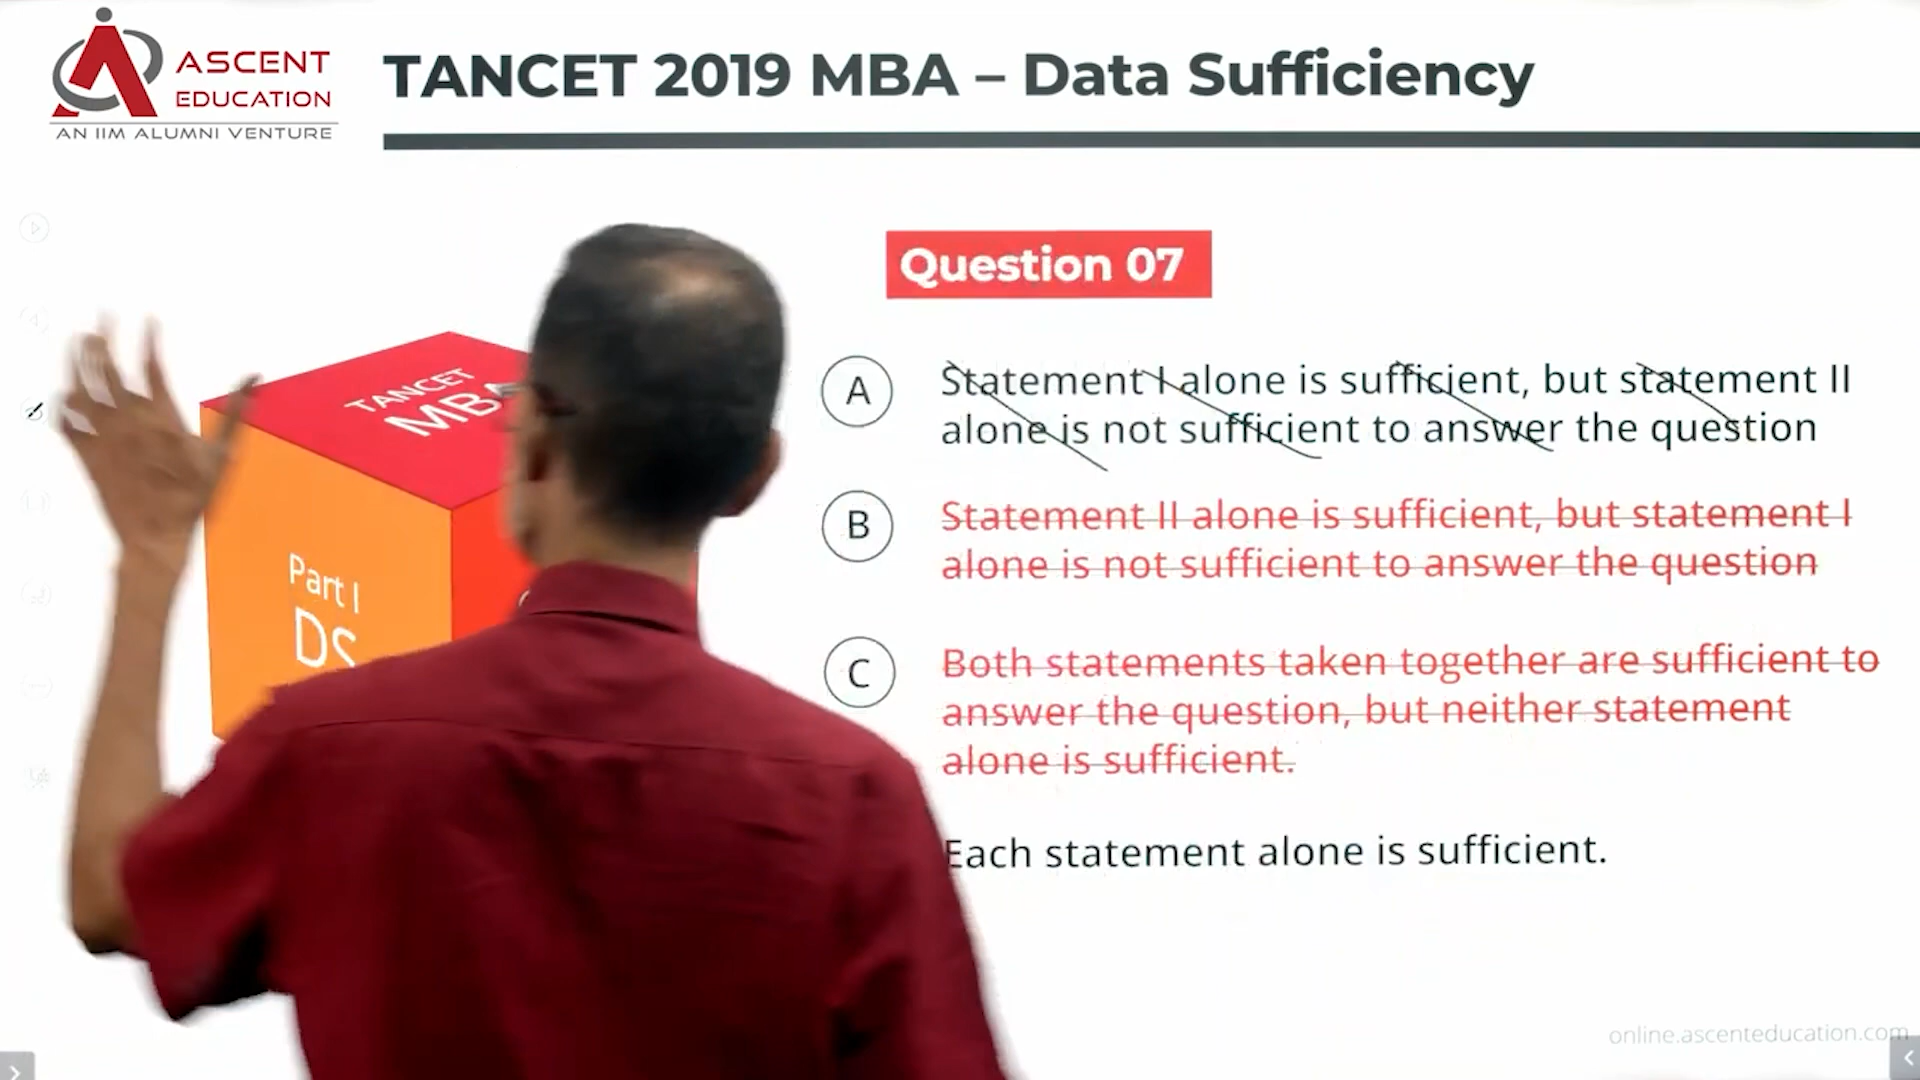 ASCENT
EDUCATION
AN IIM ALUMNI VENTURE
TANCET 2019 MBA – Data Sufficiency
Question 07
TANCET
MBA
Part I
DS
A
Statement I alone is sufficient, but statement II
alone is not sufficient to answer the question
B
Statement II alone is sufficient, but statement I
alone is not sufficient to answer the question
C
Both statements taken together are sufficient to
answer the question, but neither statement
alone is sufficient.
Each statement alone is sufficient.
online.ascenteducation.com